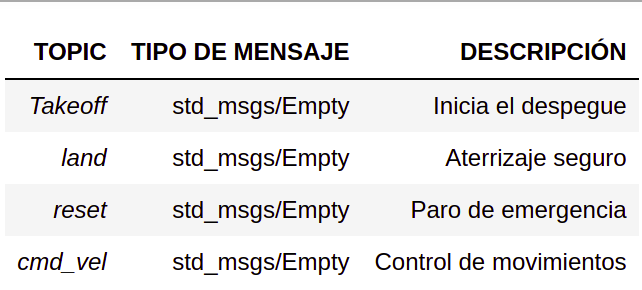 TOPIC TIPO DE MENSAJE DESCRIPCIÓN
Takeoff std_msgs/Empty Inicia el despegue
land std_msgs/Empty Aterrizaje seguro
reset std_msgs/Empty Paro de emergencia
cmd_vel std_msgs/Empty Control de movimientos